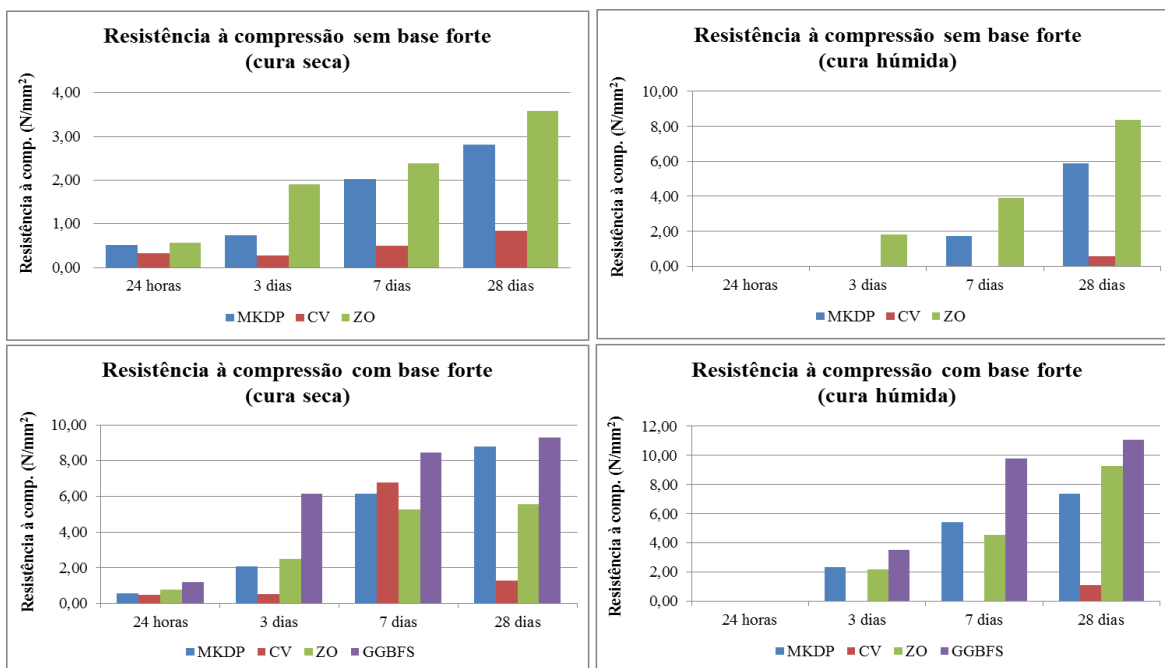 Resistência à compressão sem base forte
(cura seca)
Resistência à comp. (N/mm²)
4,00
3,00
2,00
1,00
0,00
24 horas 3 dias 7 dias 28 dias
MKDP CV ZO
Resistência à compressão sem base forte
(cura húmida)
Resistência à comp. (N/mm²)
10,00
8,00
6,00
4,00
2,00
0,00
24 horas 3 dias 7 dias 28 dias
MKDP CV ZO
Resistência à compressão com base forte
(cura seca)
Resistência à comp. (N/mm²)
10,00
8,00
6,00
4,00
2,00
0,00
24 horas 3 dias 7 dias 28 dias
MKDP CV ZO GGBFS
Resistência à compressão com base forte
(cura húmida)
Resistência à comp. (N/mm²)
12,00
10,00
8,00
6,00
4,00
2,00
0,00
24 horas 3 dias 7 dias 28 dias
MKDP CV ZO GGBFS